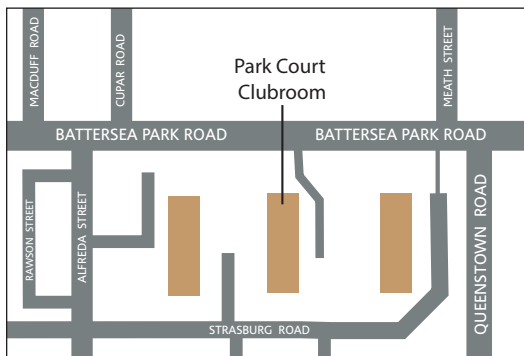 MACDUFF ROAD
CUPAR ROAD
Park Court
Clubroom
MEATH STREET
BATTERSEA PARK ROAD
BATTERSEA PARK ROAD
RAWSON STREET
ALFREDA STREET
QUEENSTOWN ROAD
STRASBURG ROAD